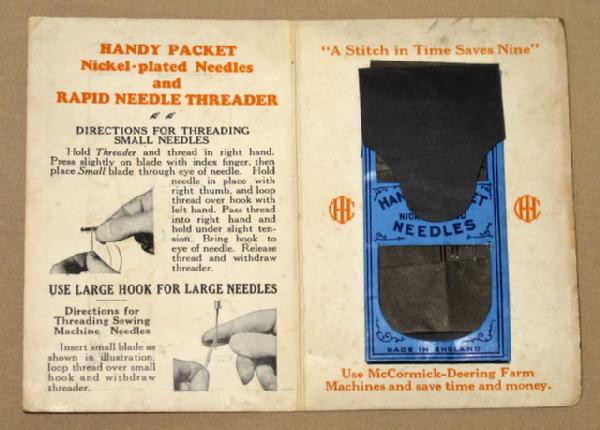 HANDY PACKET
Nickel-plated Needles
and
RAPID NEEDLE THREADER
DIRECTIONS FOR THREADING
SMALL NEEDLES
Hold Threader and thread in right hand.
Press slightly on blade with index finger, then
place Small blade through eye of needle. Hold
needle in place with
right thumb, and loop
thread over hook with
left hand. Pass thread
into right hand and
hold under slight ten-
sion. Bring hook to
eye of needle. Release
thread and withdraw
threader.
USE LARGE HOOK FOR LARGE NEEDLES
Directions for
Threading Sewing
Machine Needles
Insert small blade as
shown in illustration,
loop thread over small
hook and withdraw
threader.
"A Stitch in Time Saves Nine"
NEEDLES
MADE IN ENGLAND
Use McCormick-Deering Farm
Machines and save time and money.